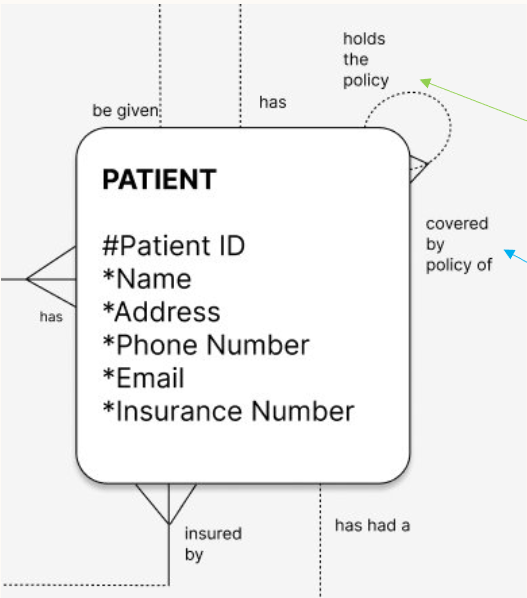 holds
the
policy
has
be given
PATIENT
#Patient ID
*Name
*Address
*Phone Number
*Email
*Insurance Number
covered
by
policy of
has
insured
by
has had a